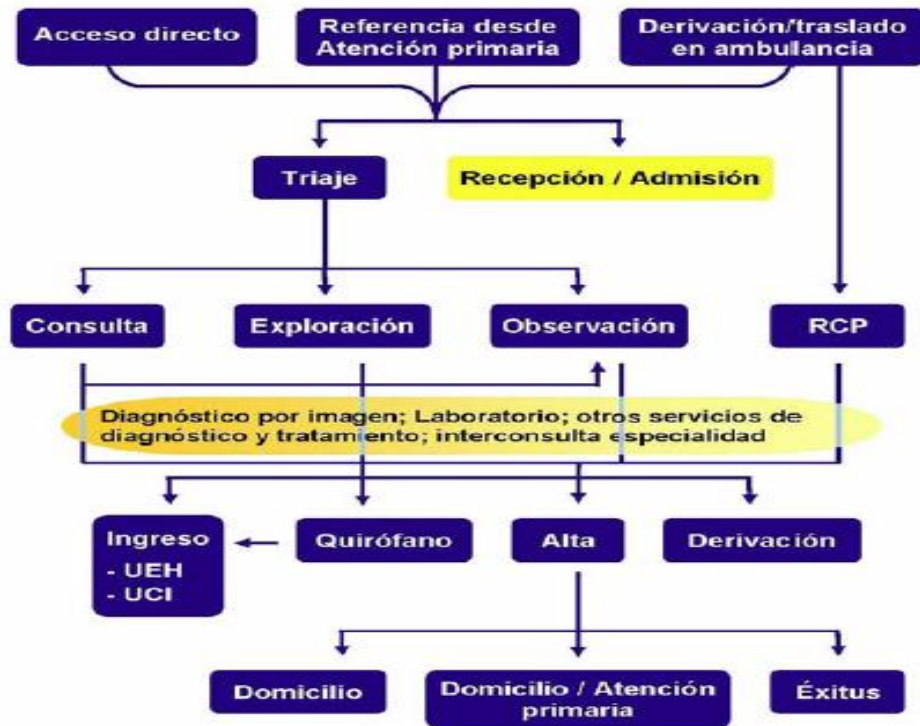 Acceso directo
Referencia desde
Atención primaria
Derivación/traslado
en ambulancia
Triaje
Recepción / Admisión
Consulta
Exploración
Observación
RCP
Diagnóstico por imagen; Laboratorio; otros servicios de
diagnóstico y tratamiento; interconsulta especialidad
Ingreso
- UEH
- UCI
Quirófano
Alta
Derivación
Domicilio
Domicilio / Atención
primaria
Éxitus